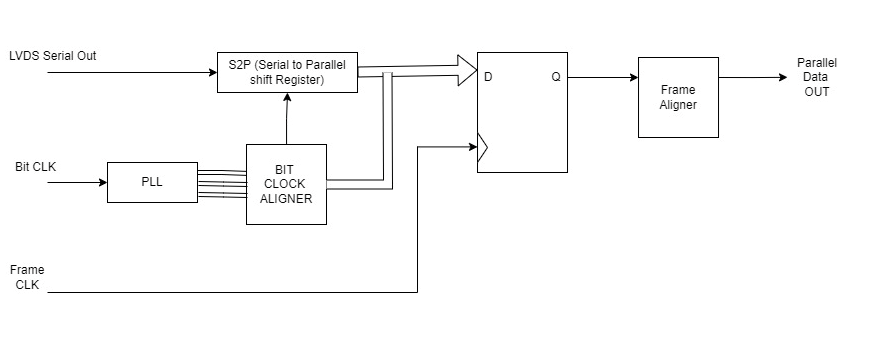 LVDS Serial Out
S2P (Serial to Parallel
shift Register)
D
Q
Frame
Aligner
Parallel
Data
OUT
Bit CLK
PLL
BIT
CLOCK
ALIGNER
Frame
CLK